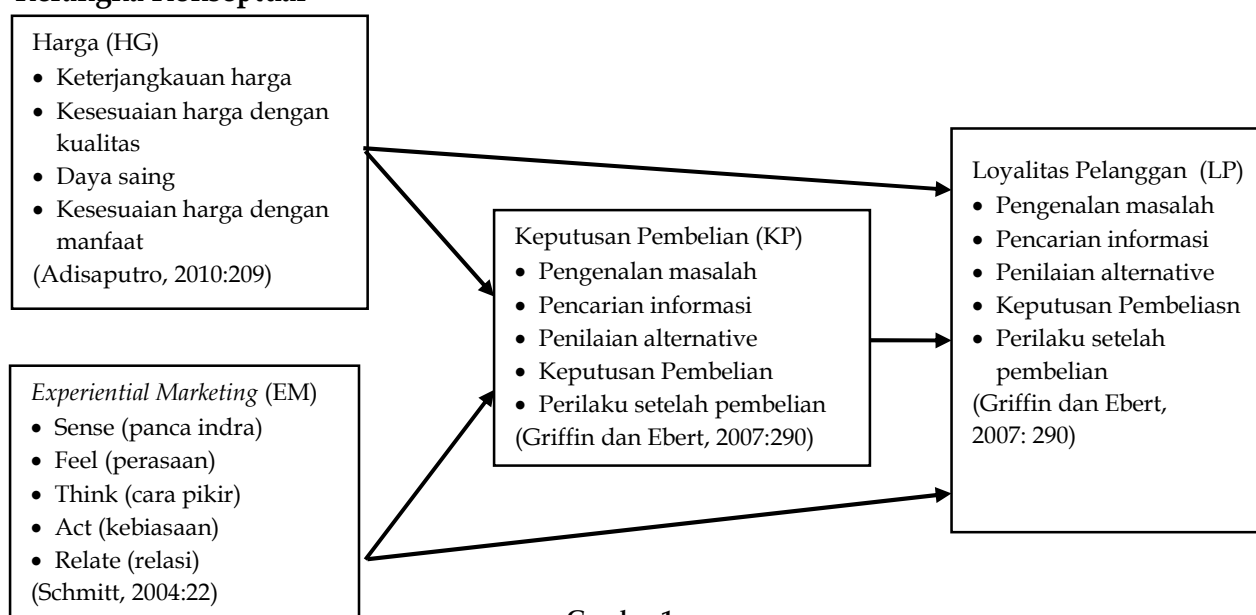 Kerangka Konseptual
Harga (HG)
• Keterjangkauan harga
• Kesesuaian harga dengan
kualitas
• Daya saing
• Kesesuaian harga dengan
manfaat
(Adisaputro, 2010:209)
Experiential Marketing (EM)
• Sense (panca indra)
• Feel (perasaan)
• Think (cara pikir)
• Act (kebiasaan)
• Relate (relasi)
(Schmitt, 2004:22)
Keputusan Pembelian (KP)
• Pengenalan masalah
• Pencarian informasi
• Penilaian alternative
• Keputusan Pembelian
• Perilaku setelah pembelian
(Griffin dan Ebert, 2007:290)
Loyalitas Pelanggan (LP)
• Pengenalan masalah
• Pencarian informasi
• Penilaian alternative
• Keputusan Pembeliasn
• Perilaku setelah
pembelian
(Griffin dan Ebert,
2007: 290)
Gambar 1